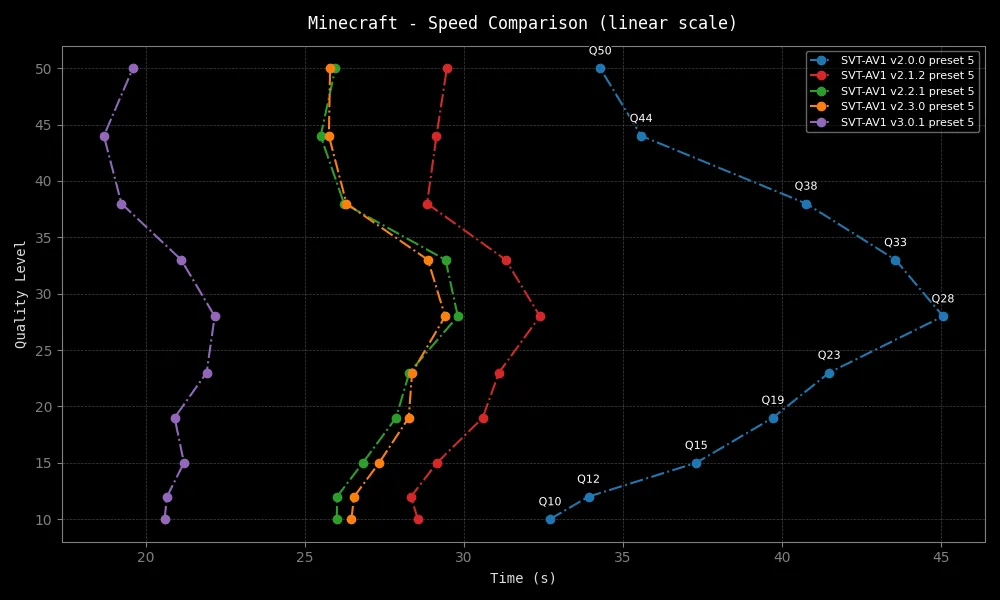 Minecraft - Speed Comparison (linear scale)
SVT-AV1 v2.0.0 preset 5
SVT-AV1 v2.1.2 preset 5
SVT-AV1 v2.2.1 preset 5
SVT-AV1 v2.3.0 preset 5
SVT-AV1 v3.0.1 preset 5
Q50
Q44
Q38
Q33
Q28
Q23
Q19
Q15
Q12
Q10
Quality Level
50
45
40
35
30
25
20
15
10
20 25 30 35 40 45
Time (s)